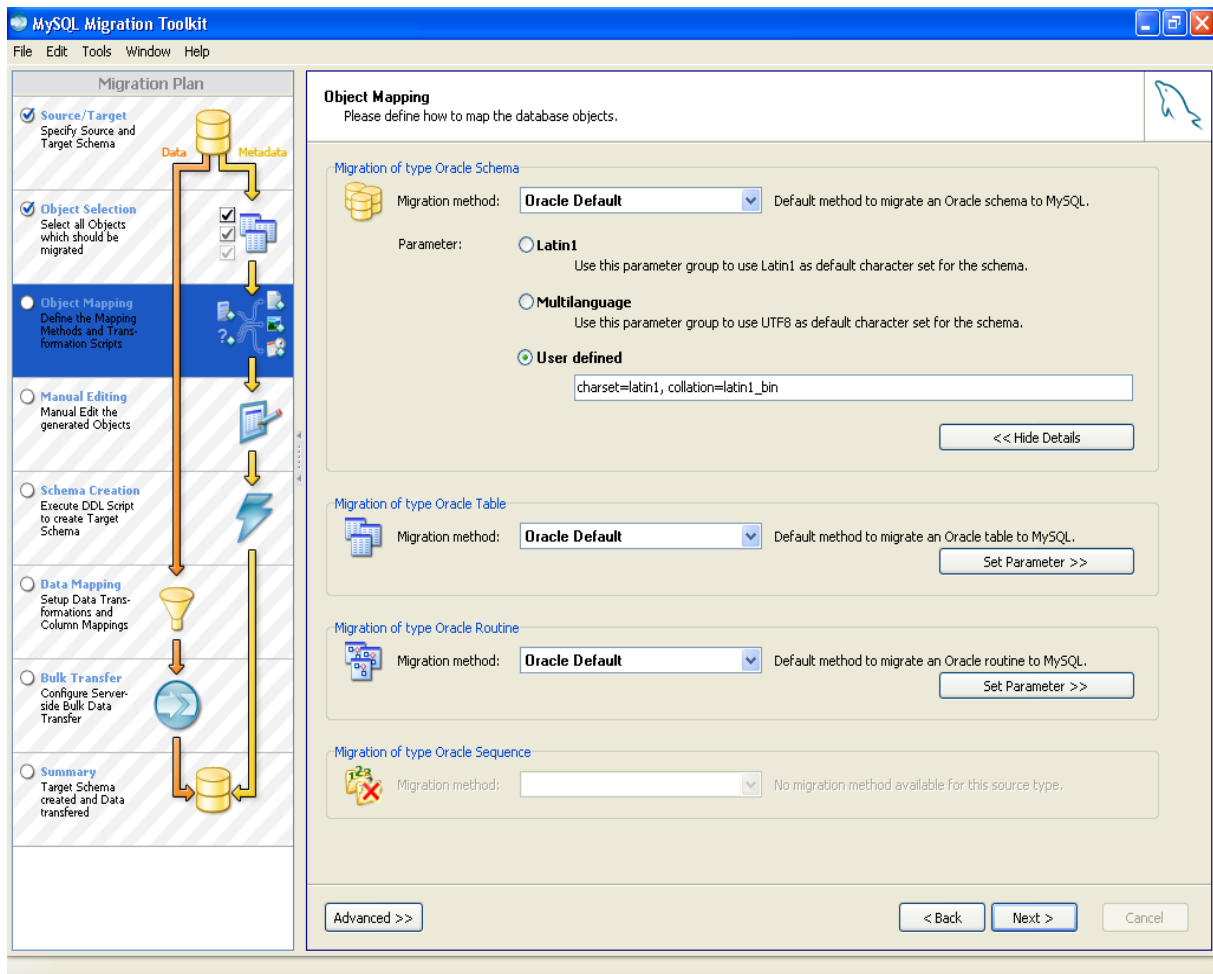 MySQL Migration Toolkit
File Edit Tools Window Help
Migration Plan
Source/Target
Specify Source and
Target Schema
Data
Metadata
Object Selection
Select all Objects
which should be
migrated
Object Mapping
Define the Mapping
Methods and Trans-
formation Scripts
Manual Editing
Manual Edit the
generated Objects
Schema Creation
Execute DDL Script
to create Target
Schema
Data Mapping
Setup Data Trans-
formations and
Column Mappings
Bulk Transfer
Configure Server-
side Bulk Data
Transfer
Summary
Target Schema
created and Data
transfered
Object Mapping
Please define how to map the database objects.
Migration of type Oracle Schema
Migration method: Oracle Default Default method to migrate an Oracle schema to MySQL.
Parameter: Latin1
Use this parameter group to use Latin1 as default character set for the schema.
Multilanguage
Use this parameter group to use UTF8 as default character set for the schema.
User defined
charset=latin1, collation=latin1_bin
<< Hide Details
Migration of type Oracle Table
Migration method: Oracle Default Default method to migrate an Oracle table to MySQL.
Set Parameter >>
Migration of type Oracle Routine
Migration method: Oracle Default Default method to migrate an Oracle routine to MySQL.
Set Parameter >>
Migration of type Oracle Sequence
123
Migration method: No migration method available for this source type.
Advanced >> < Back Next > Cancel